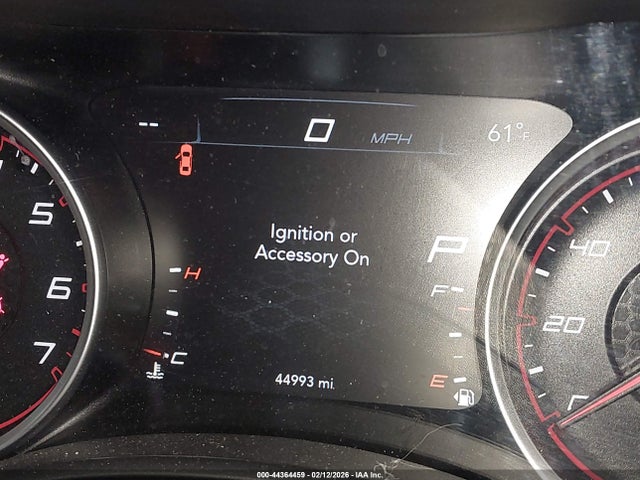 --
0 MPH
61°F
5
6
7
Ignition or
Accessory On
P
H
C
F
E
44993 mi.
40
20
000-44364459 - 02/12/2026 - IAA Inc.